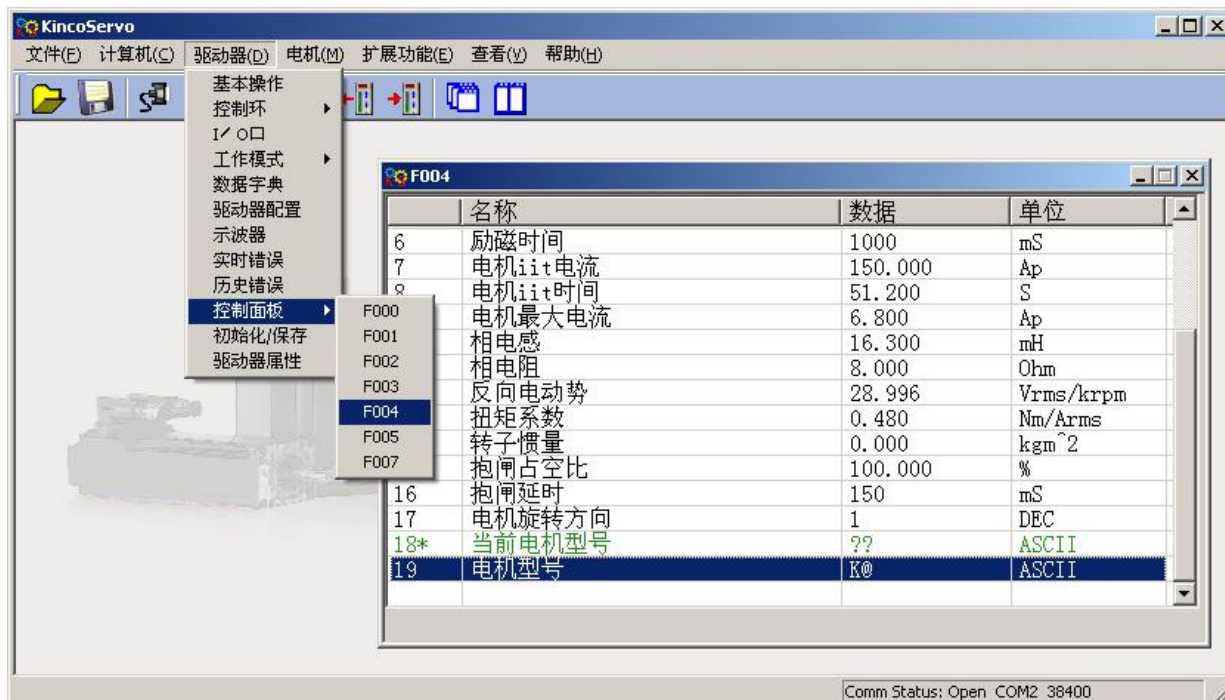 KincoServo
文件(F) 计算机(C) 驱动器(D) 电机(M) 扩展功能(E) 查看(V) 帮助(H)
基本操作
控制环
I/O口
工作模式
数据字典
驱动器配置
示波器
实时错误
历史错误
控制面板
初始化/保存
驱动器属性
F000
F001
F002
F003
F004
F005
F007
F004
名称 数据 单位
6 励磁时间 1000 mS
7 电机iit电流 150.000 Ap
8 电机iit时间 51.200 S
电机最大电流 6.800 Ap
相电感 16.300 mH
相电阻 8.000 Ohm
反向电动势 28.996 Vrms/krpm
扭矩系数 0.480 Nm/Arms
转子惯量 0.000 kgm^2
抱闸占空比 100.000 %
16 抱闸延时 150 mS
17 电机旋转方向 1 DEC
18* 当前电机型号 ?? ASCII
19 电机型号 K@ ASCII
Comm Status: Open COM2 38400